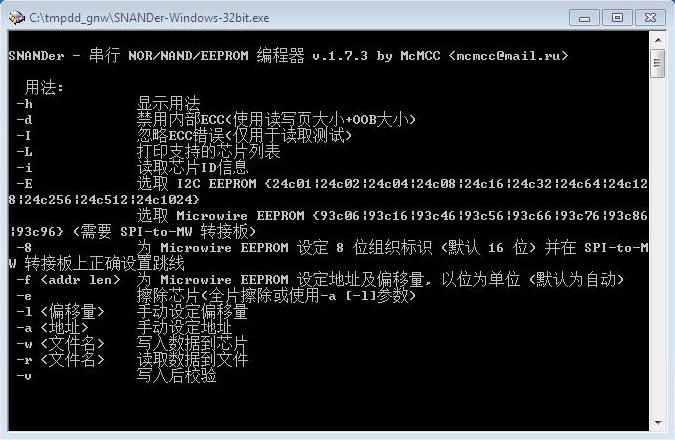 C:\tmpdd_gnw\SNANDer-Windows-32bit.exe
SNANDer - 串行 NOR/NAND/EEPROM 编程器 v.1.7.3 by McMCC <mcmcc@mail.ru>
用法:
-h 显示用法
-d 禁用内部ECC(使用读写页大小+OOB大小)
-I 忽略ECC错误(仅用于读取测试)
-L 打印支持的芯片列表
-i 读取芯片ID信息
-E 选取 I2C EEPROM {24c01¦24c02¦24c04¦24c08¦24c16¦24c32¦24c64¦24c12
8¦24c256¦24c512¦24c1024}
选取 Microwire EEPROM {93c06¦93c16¦93c46¦93c56¦93c66¦93c76¦93c86
¦93c96} (需要 SPI-to-MW 转接板)
-8 为 Microwire EEPROM 设定 8 位组织标识 (默认 16 位) 并在 SPI-to-M
W 转接板上正确设置跳线
-f <addr len> 为 Microwire EEPROM 设定地址及偏移量, 以位为单位 (默认为自动)
-e 擦除芯片(全片擦除或使用-a [-l]参数)
-l <偏移量> 手动设定偏移量
-a <地址> 手动设定地址
-w <文件名> 写入数据到芯片
-r <文件名> 读取数据到文件
-v 写入后校验